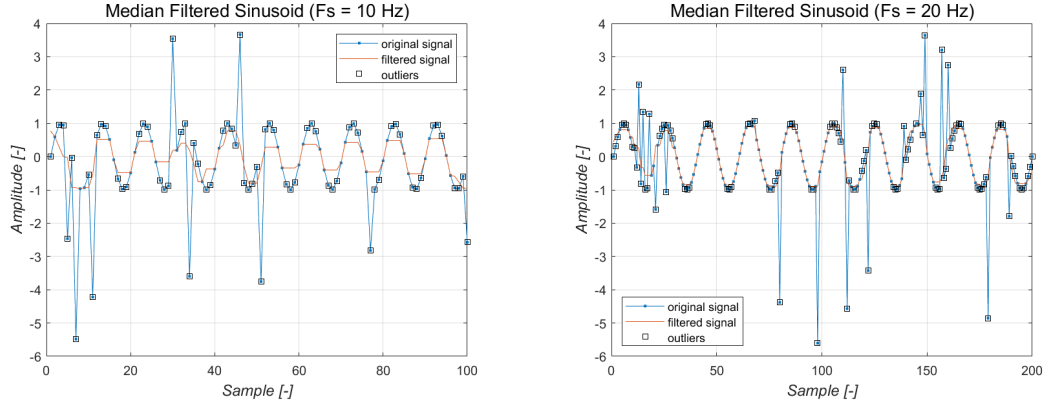 Median Filtered Sinusoid (Fs = 10 Hz)
4
3
2
1
0
-1
-2
-3
-4
-5
-6
Amplitude [-]
original signal
filtered signal
outliers
0
20
40
60
80
100
Sample [-]
Median Filtered Sinusoid (Fs = 20 Hz)
4
3
2
1
0
-1
-2
-3
-4
-5
-6
Amplitude [-]
original signal
filtered signal
outliers
0
50
100
150
200
Sample [-]